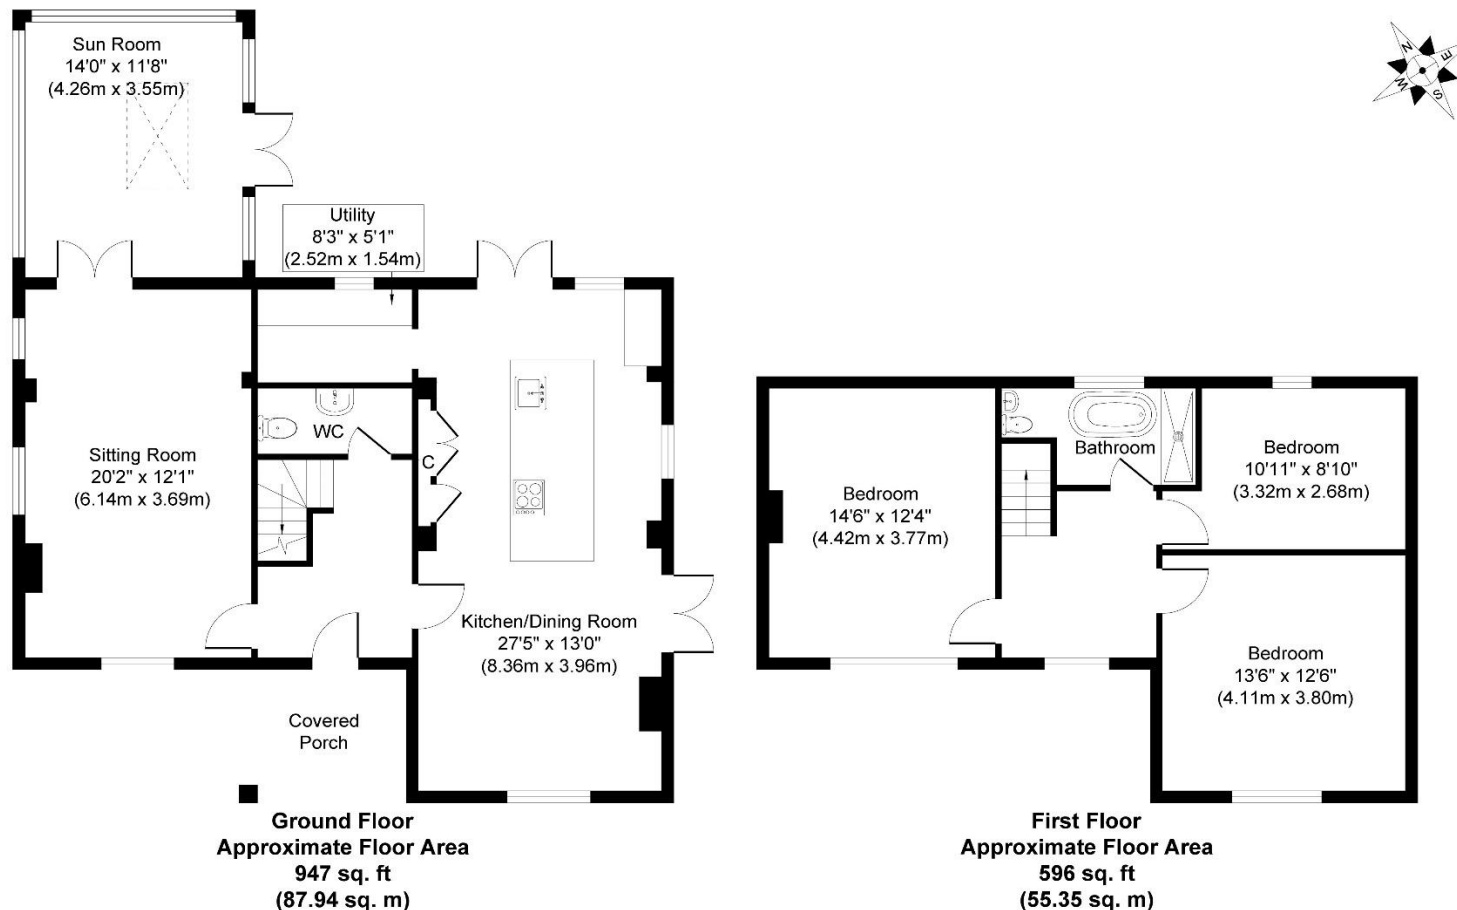 Sun Room
14'0" x 11'8"
(4.26m x 3.55m)
N
E
W
S
Utility
8'3" x 5'1"
(2.52m x 1.54m)
WC
C
Sitting Room
20'2" x 12'1"
(6.14m x 3.69m)
Kitchen/Dining Room
27'5" x 13'0"
(8.36m x 3.96m)
Covered
Porch
Ground Floor
Approximate Floor Area
947 sq. ft
(87.94 sq. m)
Bathroom
Bedroom
10'11" x 8'10"
(3.32m x 2.68m)
Bedroom
14'6" x 12'4"
(4.42m x 3.77m)
Bedroom
13'6" x 12'6"
(4.11m x 3.80m)
First Floor
Approximate Floor Area
596 sq. ft
(55.35 sq. m)